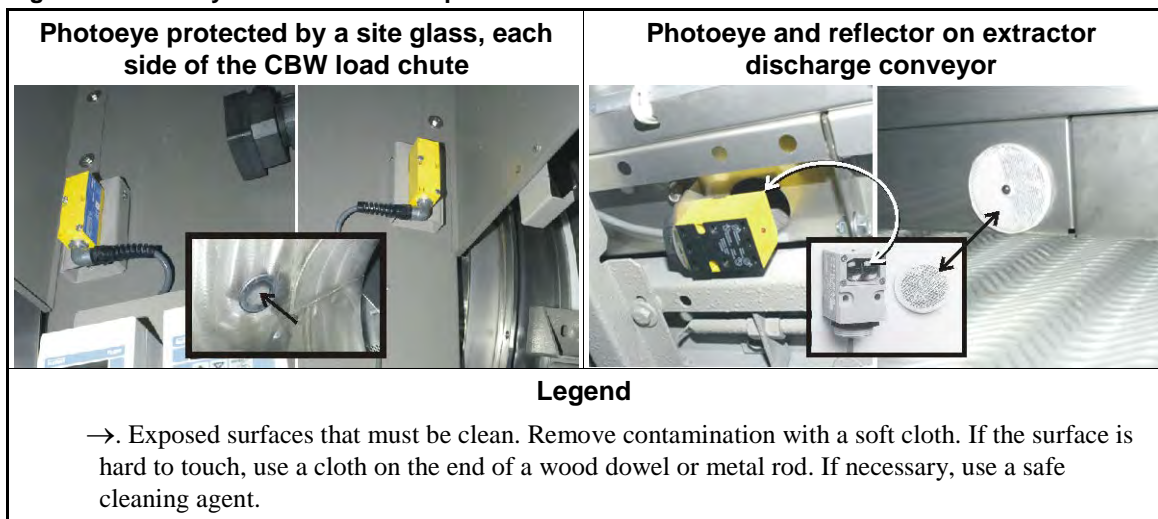 Photoeye protected by a site glass, each
side of the CBW load chute
Photoeye and reflector on extractor
discharge conveyor
Legend
→. Exposed surfaces that must be clean. Remove contamination with a soft cloth. If the surface is
hard to touch, use a cloth on the end of a wood dowel or metal rod. If necessary, use a safe
cleaning agent.